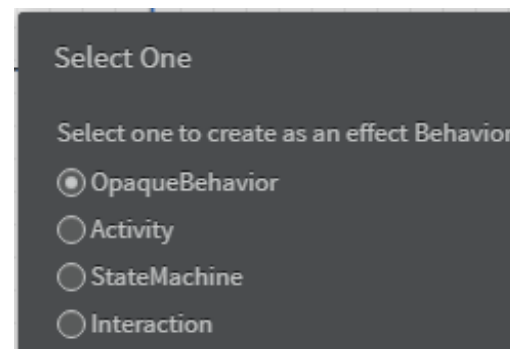 Select One
Select one to create as an effect Behavior
OpaqueBehavior
Activity
StateMachine
Interaction